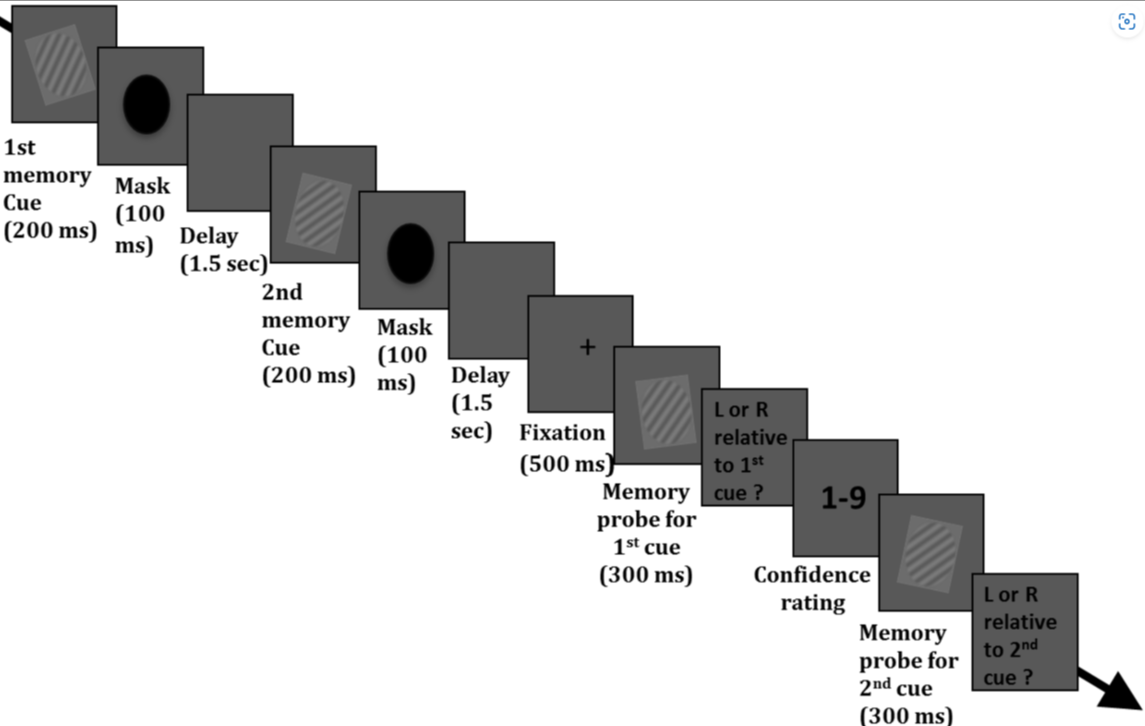 1st
memory
Cue
(200 ms)
Mask
(100
ms)
Delay
(1.5 sec)
2nd
memory
Cue
(200 ms)
Mask
(100
ms)
Delay
(1.5
sec)
+
Fixation
(500 ms)
Memory
probe for
1st cue
(300 ms)
L or R
relative
to 1st
cue ?
1-9
Confidence
rating
Memory
probe for
2nd cue
(300 ms)
L or R
relative
to 2nd
cue ?